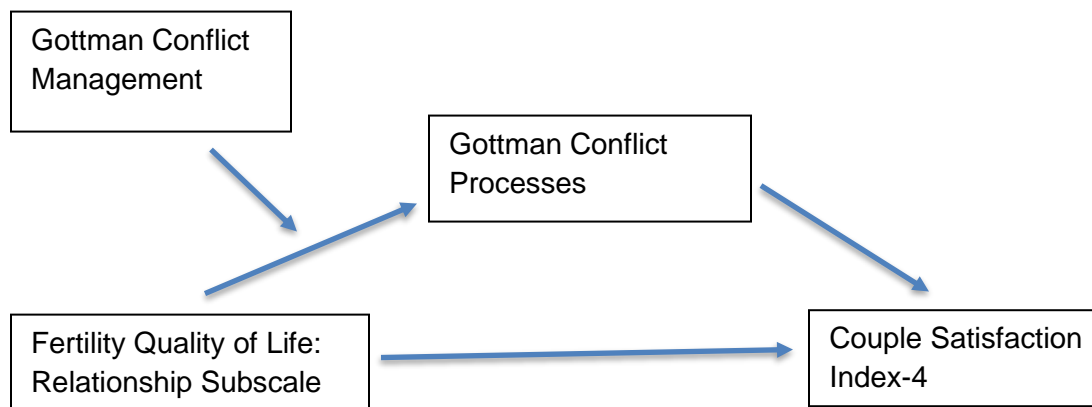 Gottman Conflict
Management
Gottman Conflict
Processes
Fertility Quality of Life:
Relationship Subscale
Couple Satisfaction
Index-4